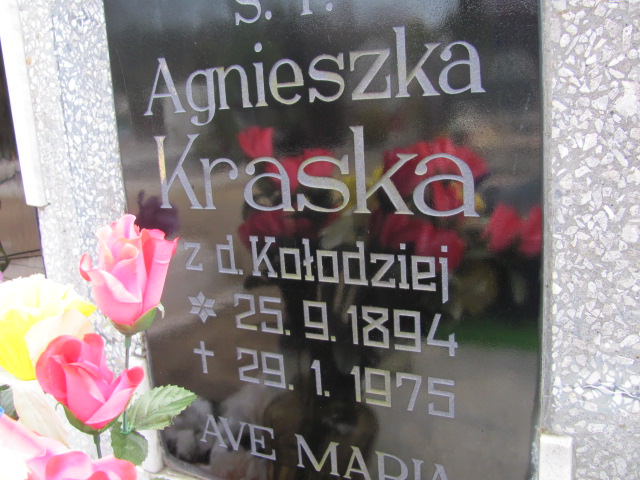 Ś. P.
Agnieszka
Kraska
z d. Kołodziej
* 25. 9. 1894
† 29. 1. 1975
AVE MARIA